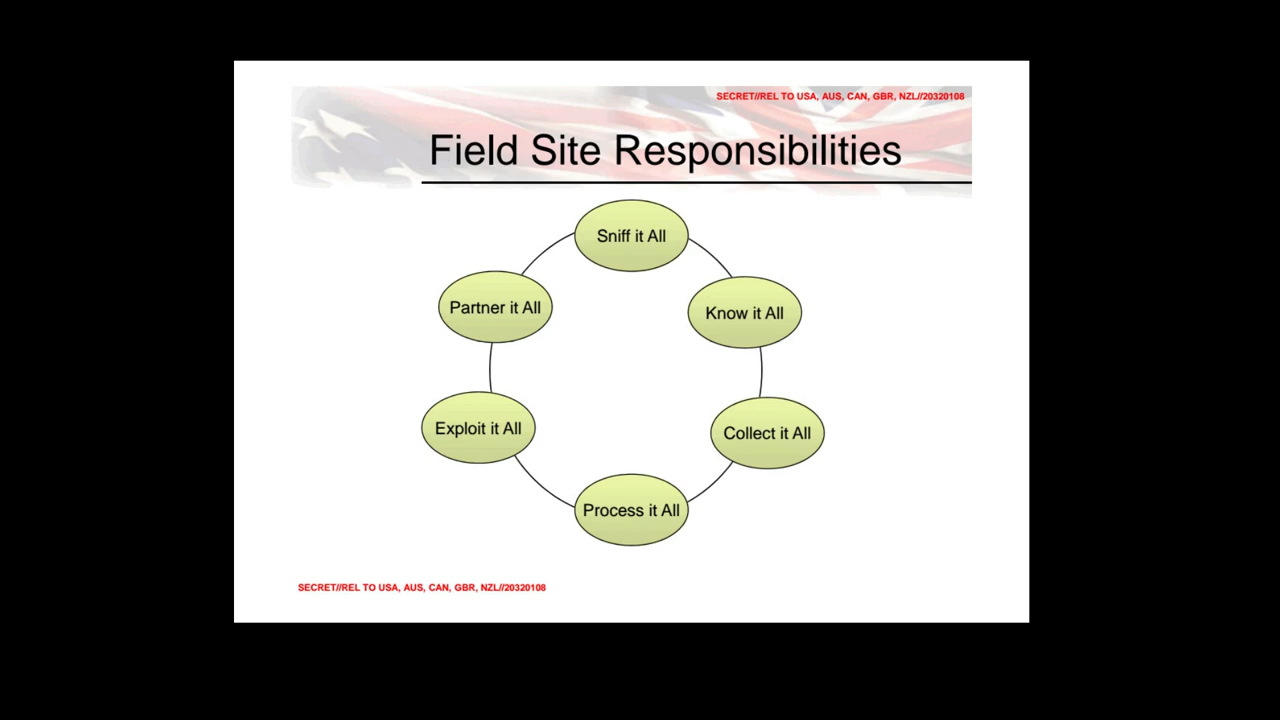 SECRET//REL TO USA, AUS, CAN, GBR, NZL//20320108
Field Site Responsibilities
Sniff it All
Know it All
Collect it All
Process it All
Exploit it All
Partner it All
SECRET//REL TO USA, AUS, CAN, GBR, NZL//20320108